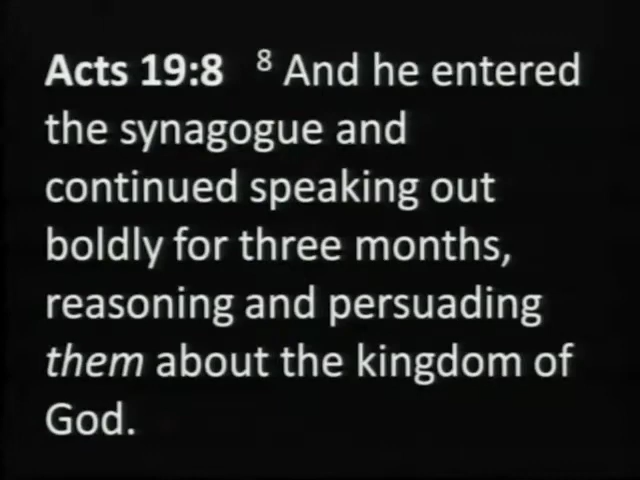 Acts 19:8 8 And he entered
the synagogue and
continued speaking out
boldly for three months,
reasoning and persuading
them about the kingdom of
God.